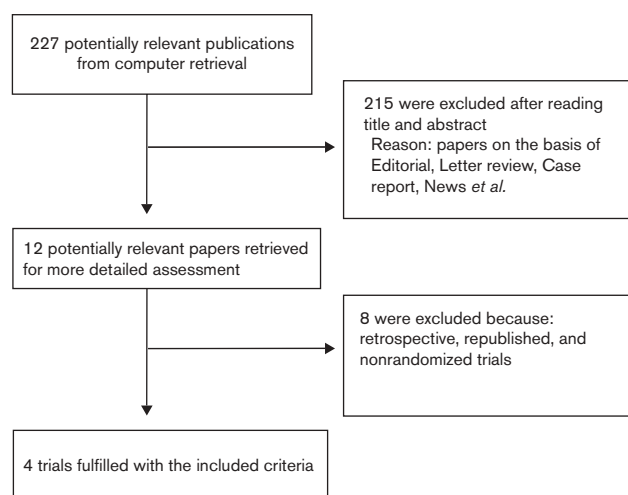 227 potentially relevant publications
from computer retrieval
215 were excluded after reading
title and abstract
Reason: papers on the basis of
Editorial, Letter review, Case
report, News et al.
12 potentially relevant papers retrieved
for more detailed assessment
8 were excluded because:
retrospective, republished, and
nonrandomized trials
4 trials fulfilled with the included criteria